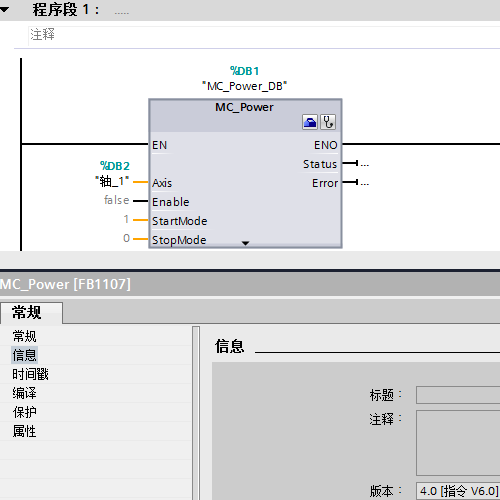 程序段 1： .....
注释
%DB1
"MC_Power_DB"
MC_Power
EN ENO
Status ...
%DB2
"轴_1" Axis
Error ...
false Enable
1 StartMode
0 StopMode
MC_Power [FB1107]
常规
常规
信息
时间戳
编译
保护
属性
信息
标题：
注释：
版本： 4.0 [指令 V6.0]